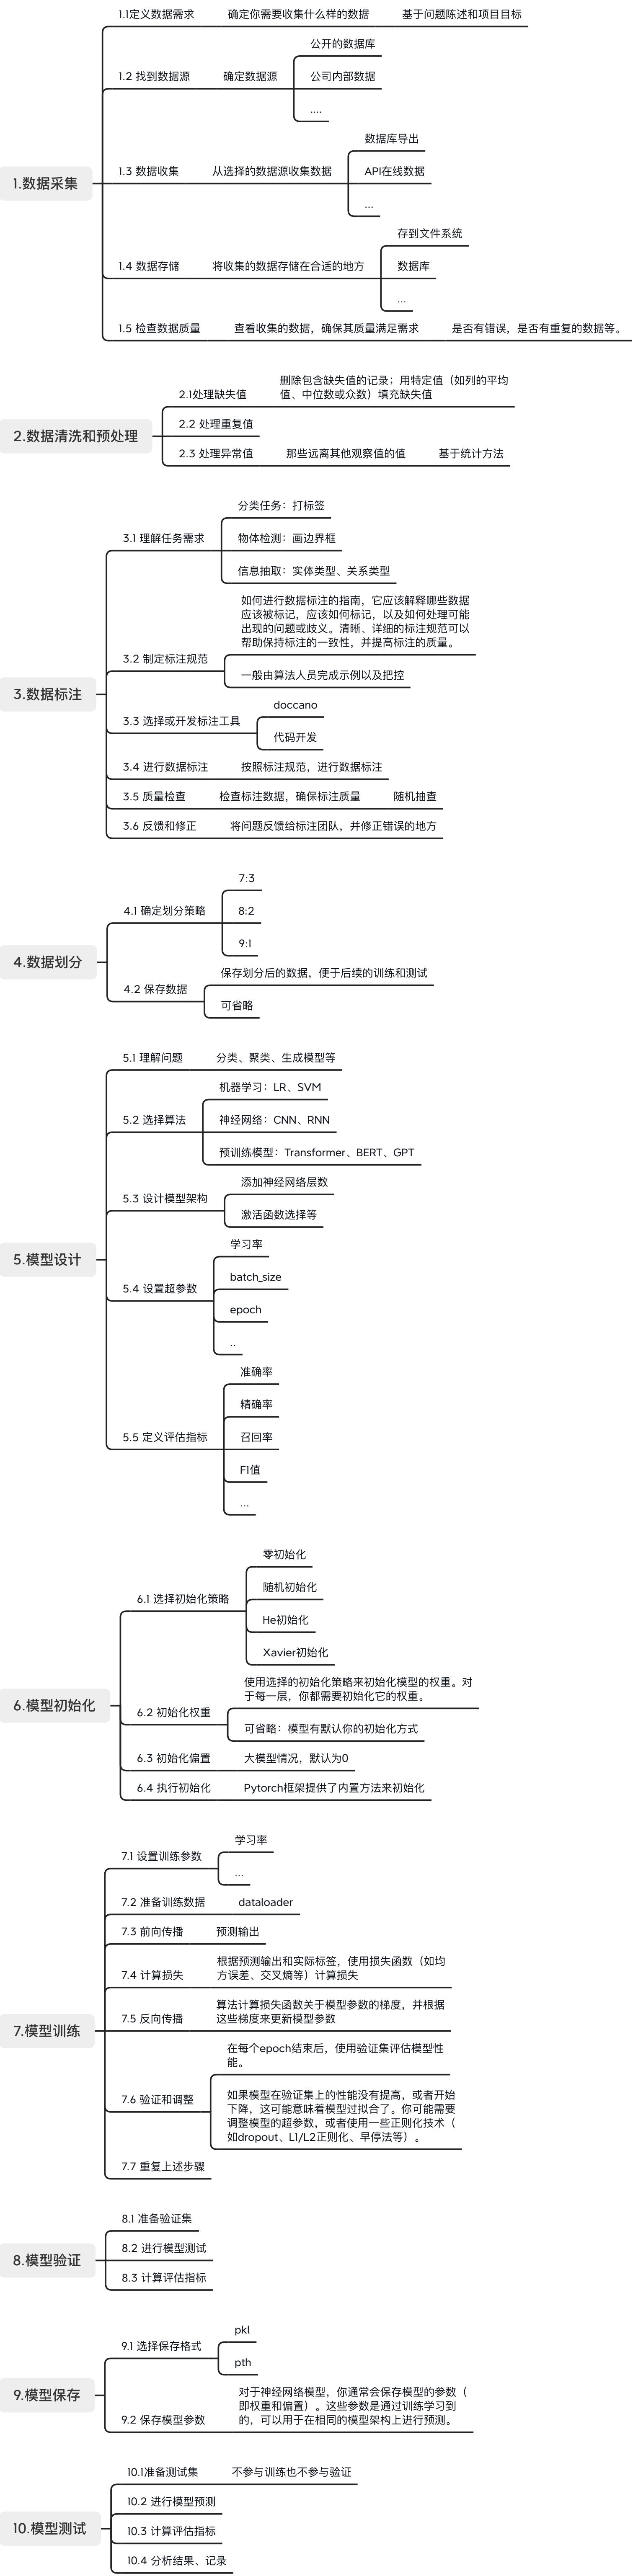 1.数据采集
1.1定义数据需求
确定你需要收集什么样的数据
基于问题陈述和项目目标
1.2 找到数据源
确定数据源
公开的数据库
公司内部数据
....
1.3 数据收集
从选择的数据源收集数据
数据库导出
API在线数据
...
1.4 数据存储
将收集的数据存储在合适的地方
存到文件系统
数据库
...
1.5 检查数据质量
查看收集的数据，确保其质量满足需求
是否有错误，是否有重复的数据等。
2.数据清洗和预处理
2.1处理缺失值
删除包含缺失值的记录；用特定值（如列的平均
值、中位数或众数）填充缺失值
2.2 处理重复值
2.3 处理异常值
那些远离其他观察值的值
基于统计方法
3.数据标注
3.1 理解任务需求
分类任务：打标签
物体检测：画边界框
信息抽取：实体类型、关系类型
3.2 制定标注规范
如何进行数据标注的指南，它应该解释哪些数据
应该被标记，应该如何标记，以及如何处理可能
出现的问题或歧义。清晰、详细的标注规范可以
帮助保持标注的一致性，并提高标注的质量。
一般由算法人员完成示例以及把控
3.3 选择或开发标注工具
doccano
代码开发
3.4 进行数据标注
按照标注规范，进行数据标注
3.5 质量检查
检查标注数据，确保标注质量
随机抽查
3.6 反馈和修正
将问题反馈给标注团队，并修正错误的地方
4.数据划分
4.1 确定划分策略
7:3
8:2
9:1
4.2 保存数据
保存划分后的数据，便于后续的训练和测试
可省略
5.模型设计
5.1 理解问题
分类、聚类、生成模型等
5.2 选择算法
机器学习：LR、SVM
神经网络：CNN、RNN
预训练模型：Transformer、BERT、GPT
5.3 设计模型架构
添加神经网络层数
激活函数选择等
5.4 设置超参数
学习率
batch_size
epoch
..
5.5 定义评估指标
准确率
精确率
召回率
F1值
...
6.模型初始化
6.1 选择初始化策略
零初始化
随机初始化
He初始化
Xavier初始化
6.2 初始化权重
使用选择的初始化策略来初始化模型的权重。对
于每一层，你都需要初始化它的权重。
可省略：模型有默认你的初始化方式
6.3 初始化偏置
大模型情况，默认为0
6.4 执行初始化
Pytorch框架提供了内置方法来初始化
7.模型训练
7.1 设置训练参数
学习率
...
7.2 准备训练数据
dataloader
7.3 前向传播
预测输出
7.4 计算损失
根据预测输出和实际标签，使用损失函数（如均
方误差、交叉熵等）计算损失
7.5 反向传播
算法计算损失函数关于模型参数的梯度，并根据
这些梯度来更新模型参数
7.6 验证和调整
在每个epoch结束后，使用验证集评估模型性
能。
如果模型在验证集上的性能没有提高，或者开始
下降，这可能意味着模型过拟合了。你可能需要
调整模型的超参数，或者使用一些正则化技术（
如dropout、L1/L2正则化、早停法等）。
7.7 重复上述步骤
8.模型验证
8.1 准备验证集
8.2 进行模型测试
8.3 计算评估指标
9.模型保存
9.1 选择保存格式
pkl
pth
9.2 保存模型参数
对于神经网络模型，你通常会保存模型的参数（
即权重和偏置）。这些参数是通过训练学习到
的，可以用于在相同的模型架构上进行预测。
10.模型测试
10.1准备测试集
不参与训练也不参与验证
10.2 进行模型预测
10.3 计算评估指标
10.4 分析结果、记录